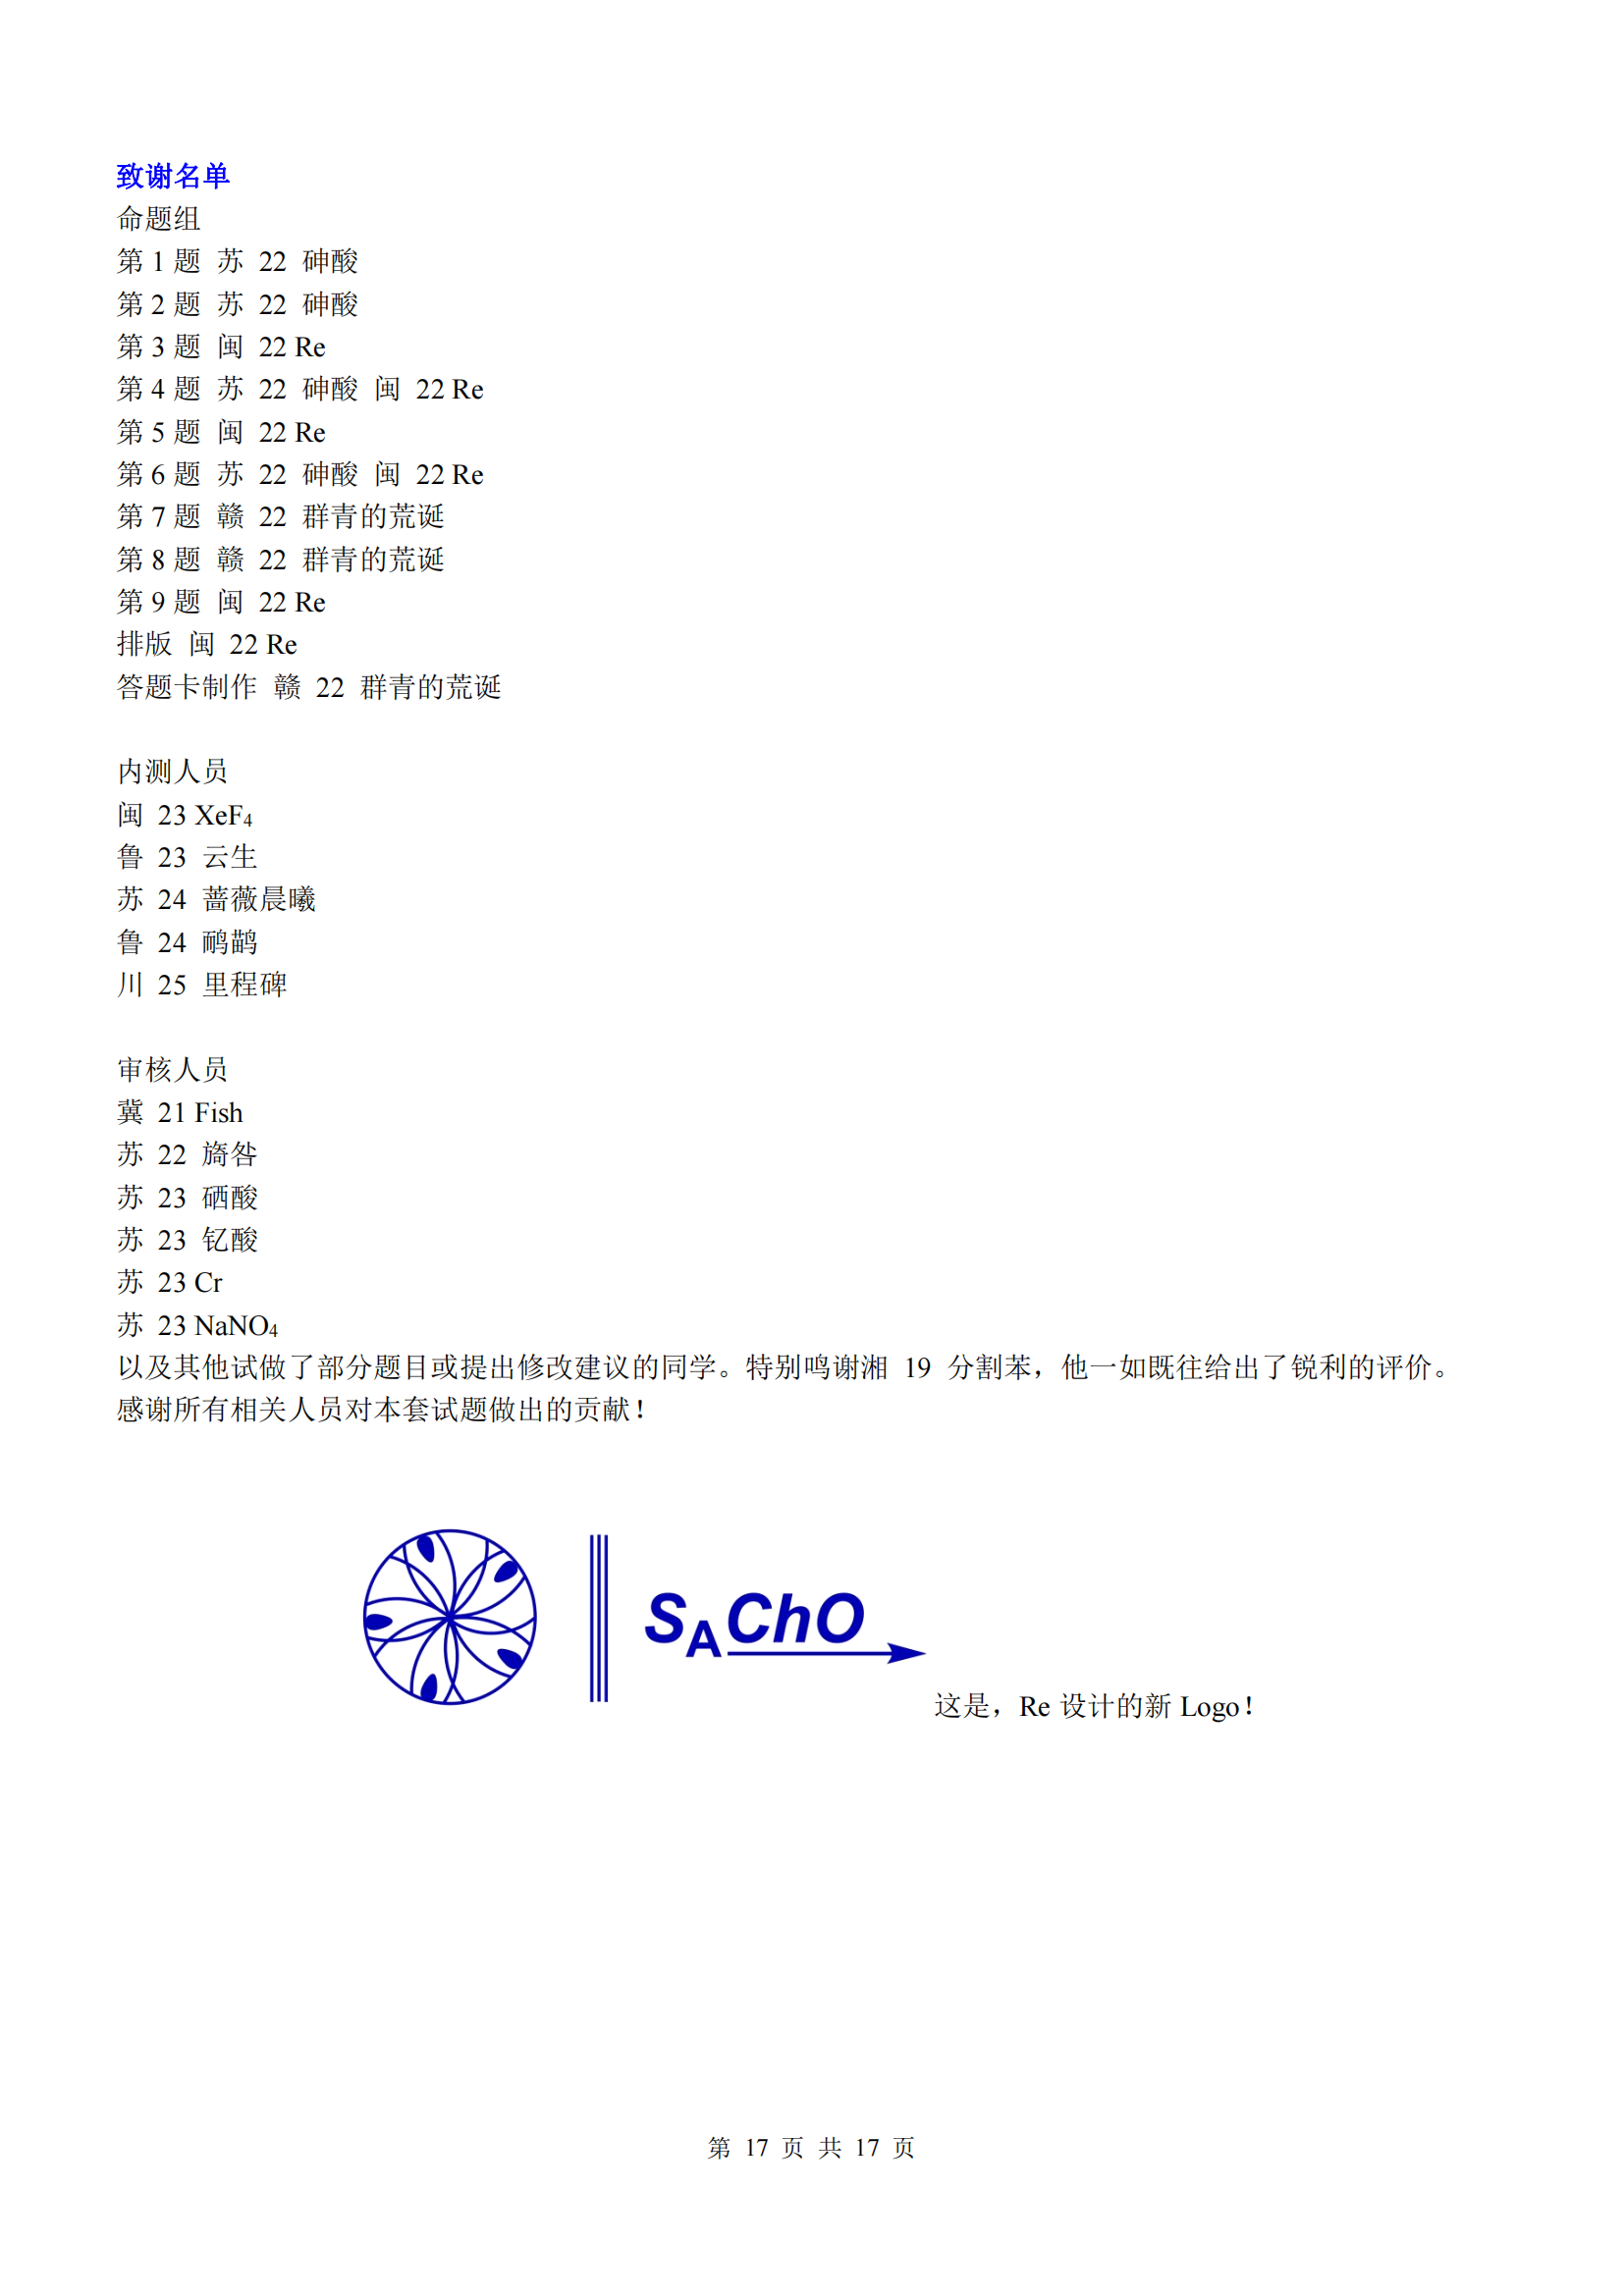 致谢名单
命题组
第 1 题 苏 22 砷酸
第 2 题 苏 22 砷酸
第 3 题 闽 22 Re
第 4 题 苏 22 砷酸 闽 22 Re
第 5 题 闽 22 Re
第 6 题 苏 22 砷酸 闽 22 Re
第 7 题 赣 22 群青的荒诞
第 8 题 赣 22 群青的荒诞
第 9 题 闽 22 Re
排版 闽 22 Re
答题卡制作 赣 22 群青的荒诞
内测人员
闽 23 XeF₄
鲁 23 云生
苏 24 蔷薇晨曦
鲁 24 鸸鹋
川 25 里程碑
审核人员
冀 21 Fish
苏 22 旖咎
苏 23 硒酸
苏 23 钇酸
苏 23 Cr
苏 23 NaNO₄
以及其他试做了部分题目或提出修改建议的同学。特别鸣谢湘 19 分割苯，他一如既往给出了锐利的评价。
感谢所有相关人员对本套试题做出的贡献！
SAChO
这是，Re 设计的新 Logo！
第 17 页 共 17 页